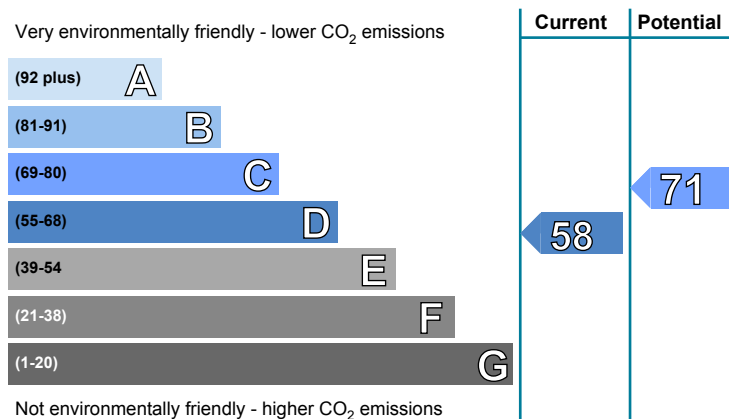 Very environmentally friendly - lower CO2 emissions
Current
Potential
(92 plus) A
(81-91) B
(69-80) C
(55-68) D
(39-54 E
(21-38) F
(1-20) G
58
71
Not environmentally friendly - higher CO2 emissions